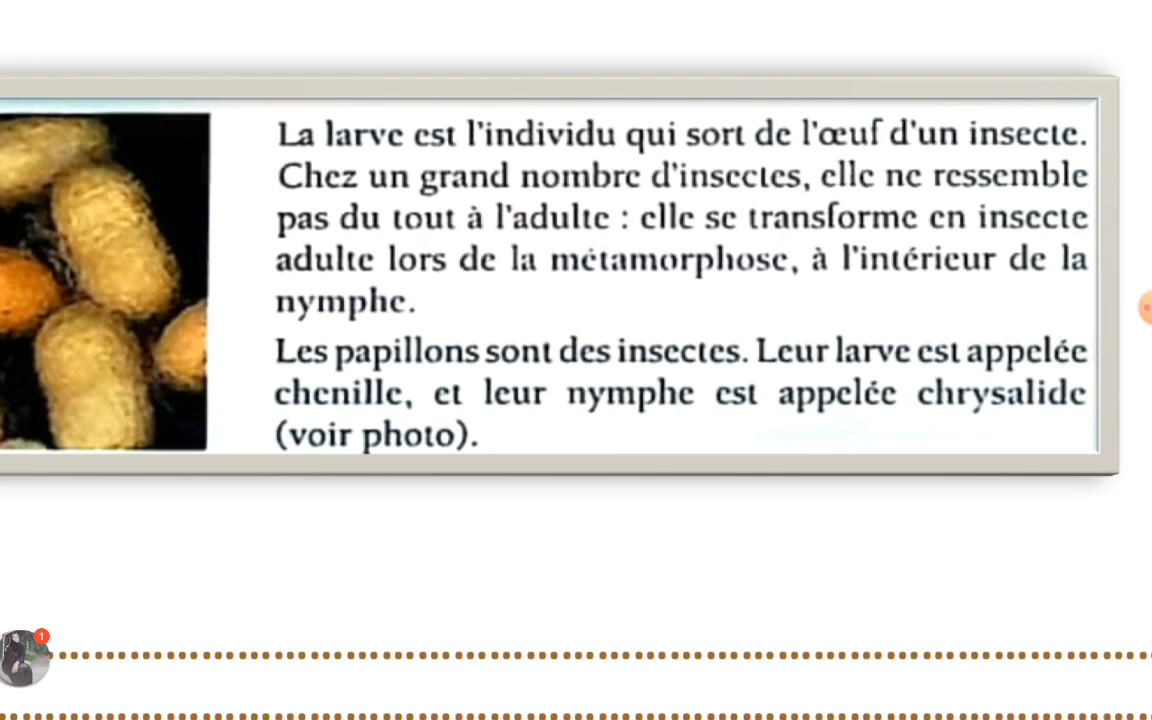 La larve est l'individu qui sort de l'œuf d'un insecte.
Chez un grand nombre d'insectes, elle ne ressemble
pas du tout à l'adulte : elle se transforme en insecte
adulte lors de la métamorphose, à l'intérieur de la
nymphe.
Les papillons sont des insectes. Leur larve est appelée
chenille, et leur nymphe est appelée chrysalide
(voir photo).
1